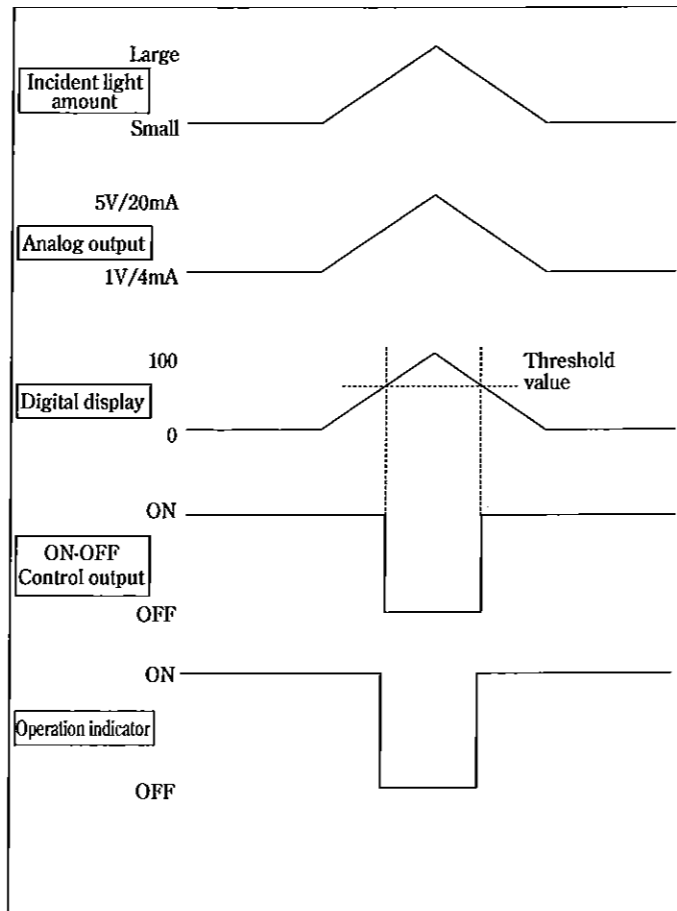 Large
Incident light
amount
Small
5V/20mA
Analog output
1V/4mA
100
Threshold
value
Digital display
0
ON
ON-OFF
Control output
OFF
ON
Operation indicator
OFF